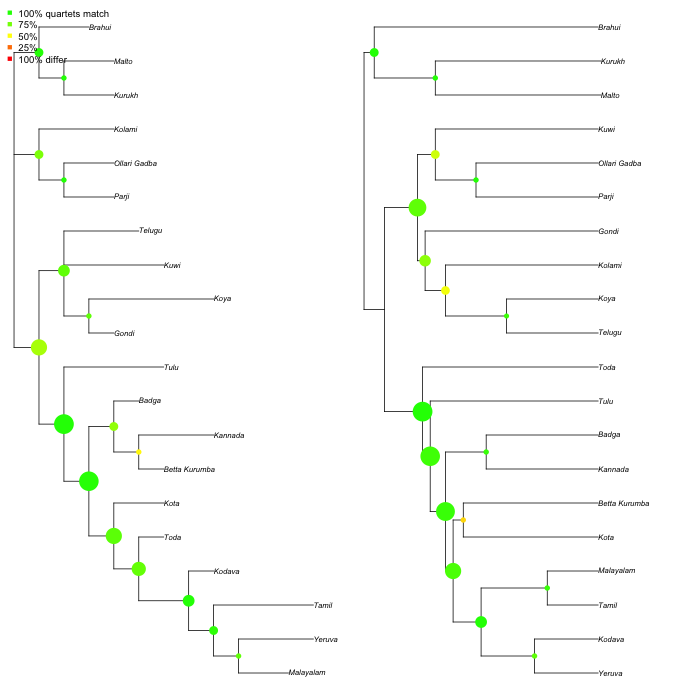 100% quartets match
75%
50%
25%
100% differ
Brahui
Malto
Kurukh
Kolami
Ollari Gadba
Parji
Telugu
Kuwi
Koya
Gondi
Tulu
Badga
Kannada
Betta Kurumba
Kota
Toda
Kodava
Tamil
Yeruva
Malayalam
Brahui
Kurukh
Malto
Kuwi
Ollari Gadba
Parji
Gondi
Kolami
Koya
Telugu
Toda
Tulu
Badga
Kannada
Betta Kurumba
Kota
Malayalam
Tamil
Kodava
Yeruva